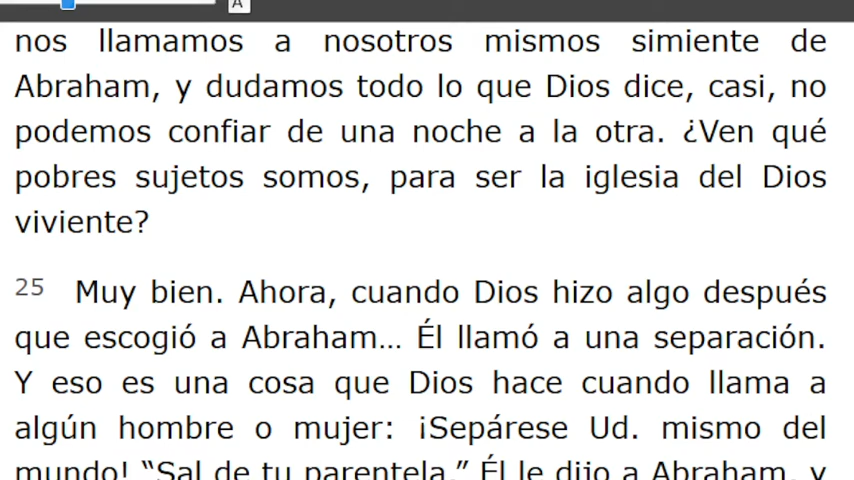 A
nos llamamos a nosotros mismos simiente de
Abraham, y dudamos todo lo que Dios dice, casi, no
podemos confiar de una noche a la otra. ¿Ven qué
pobres sujetos somos, para ser la iglesia del Dios
viviente?
25 Muy bien. Ahora, cuando Dios hizo algo después
que escogió a Abraham… Él llamó a una separación.
Y eso es una cosa que Dios hace cuando llama a
algún hombre o mujer: ¡Sepárese Ud. mismo del
mundo! “Sal de tu parentela,” Él le dijo a Abraham, y